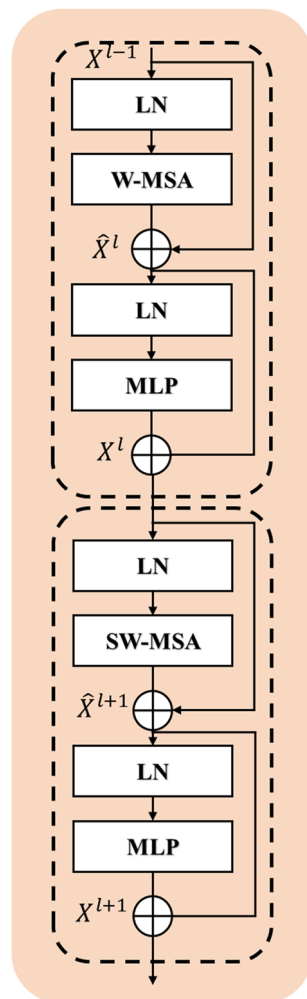 X^{l-1}
LN
W-MSA
X̂^{l}
LN
MLP
X^{l}
LN
SW-MSA
X̂^{l+1}
LN
MLP
X^{l+1}